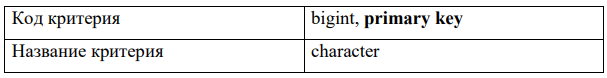 Код критерия bigint, primary key
Название критерия character